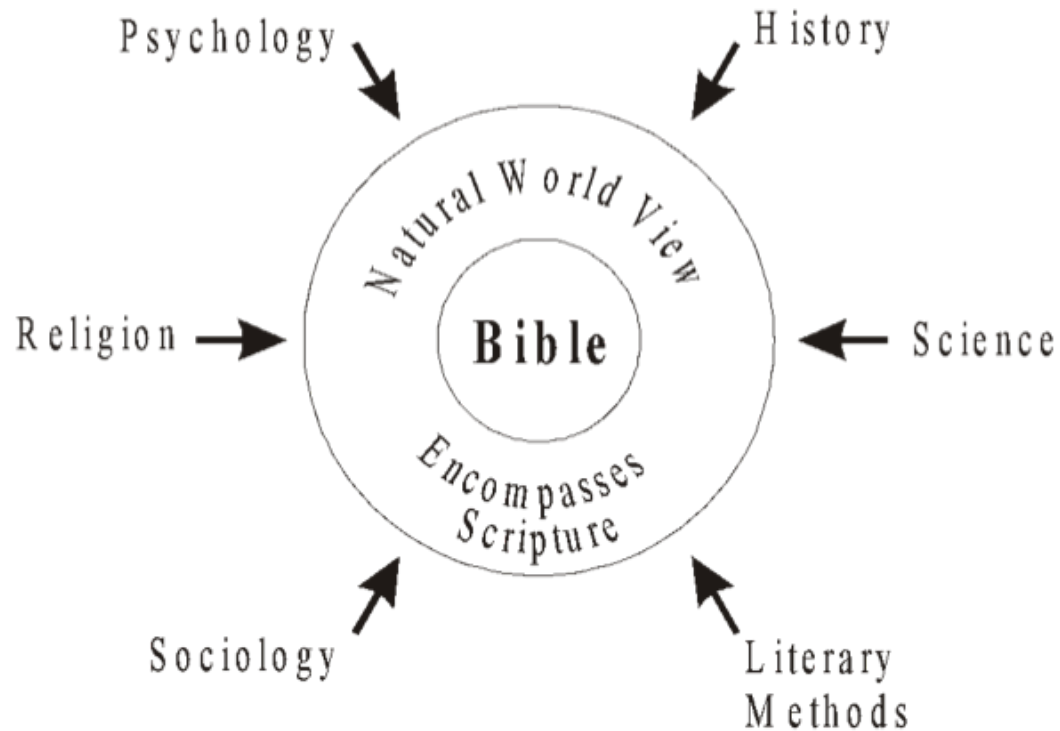 Psychology
History
Natural World View
Religion
Bible
Science
Encompasses
Scripture
Sociology
Literary
Methods